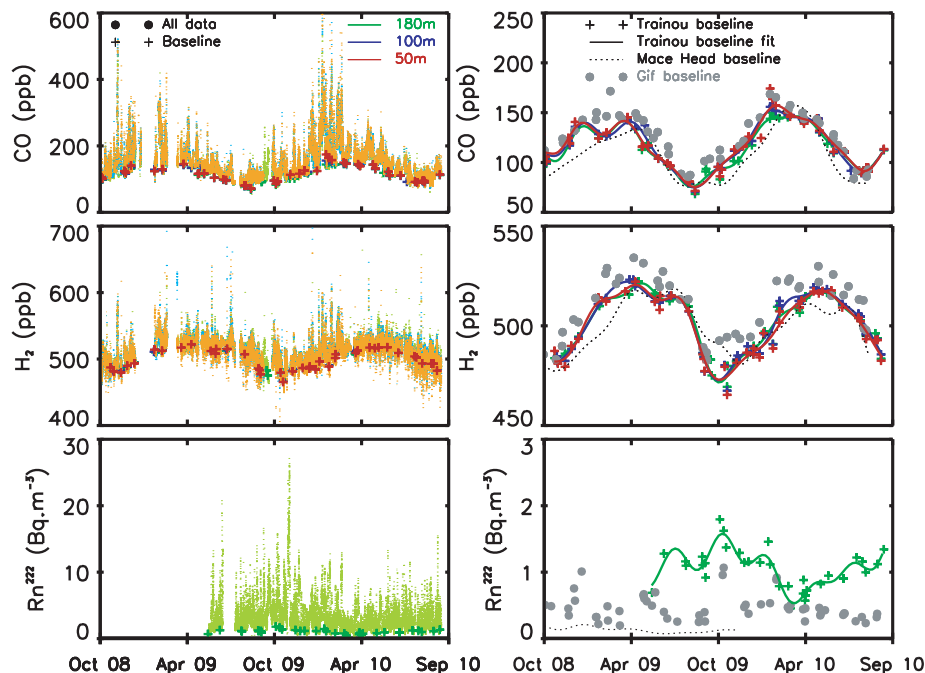 All data
Baseline
180m
100m
50m
CO (ppb)
600
400
200
0
Trainou baseline
Trainou baseline fit
Mace Head baseline
Gif baseline
CO (ppb)
250
200
150
100
50
H₂ (ppb)
700
600
500
400
H₂ (ppb)
550
500
450
Rn²²² (Bq.m⁻³)
30
20
10
0
Oct 08
Apr 09
Oct 09
Apr 10
Sep 10
Rn²²² (Bq.m⁻³)
3
2
1
0
Oct 08
Apr 09
Oct 09
Apr 10
Sep 10